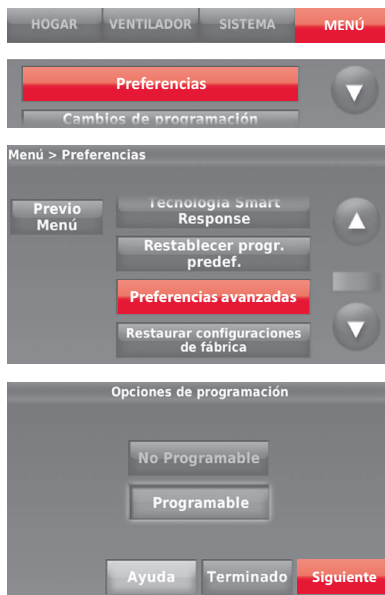 HOGAR VENTILADOR SISTEMA MENÚ
Preferencias
Cambios de programación
Menú > Preferencias
Previo
Menú
Tecnología Smart
Response
Restablecer progr.
predef.
Preferencias avanzadas
Restaurar configuraciones
de fábrica
Opciones de programación
No Programable
Programable
Ayuda Terminado Siguiente